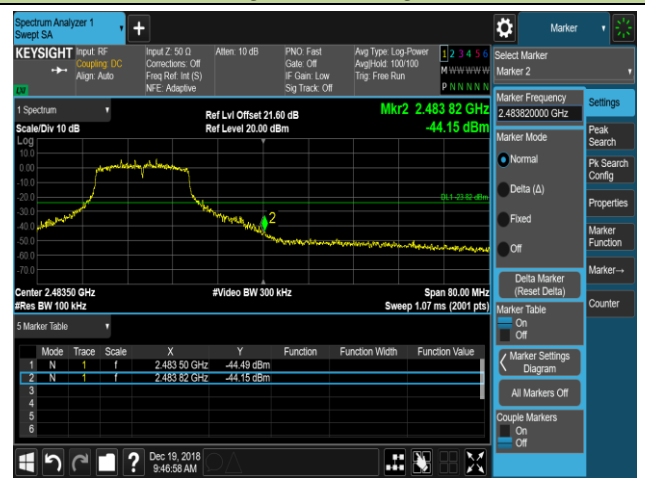 Spectrum Analyzer 1
Swept SA
Marker
KEYSIGHT
Input: RF
Coupling: DC
Align: Auto
Input Z: 50 Ω
Corrections: Off
Freq Ref: Int (S)
NFE: Adaptive
Atten: 10 dB
PNO: Fast
Gate: Off
IF Gain: Low
Sig Track: Off
Avg Type: Log-Power
Avg|Hold: 100/100
Trig: Free Run
1 2 3 4 5 6
M W W W W W
P N N N N N
LXI
Select Marker
Marker 2
1 Spectrum
Scale/Div 10 dB
Log
Ref Lvl Offset 21.60 dB
Ref Level 20.00 dBm
Mkr2 2.483 82 GHz
-44.15 dBm
10.0
0.00
-10.0
-20.0
-30.0
-40.0
-50.0
-60.0
-70.0
DL1 -23.82 dBm
2
Center 2.48350 GHz
#Res BW 100 kHz
#Video BW 300 kHz
Span 80.00 MHz
Sweep 1.07 ms (2001 pts)
5 Marker Table
Mode Trace Scale X Y Function Function Width Function Value
1 N 1 f 2.483 50 GHz -44.49 dBm
2 N 1 f 2.483 82 GHz -44.15 dBm
3
4
5
6
Marker Frequency
2.483820000 GHz
Marker Mode
Normal
Delta (Δ)
Fixed
Off
Delta Marker
(Reset Delta)
Marker Table
On
Off
Marker Settings
Diagram
All Markers Off
Couple Markers
On
Off
Settings
Peak
Search
Pk Search
Config
Properties
Marker
Function
Marker→
Counter
?
Dec 19, 2018
9:46:58 AM